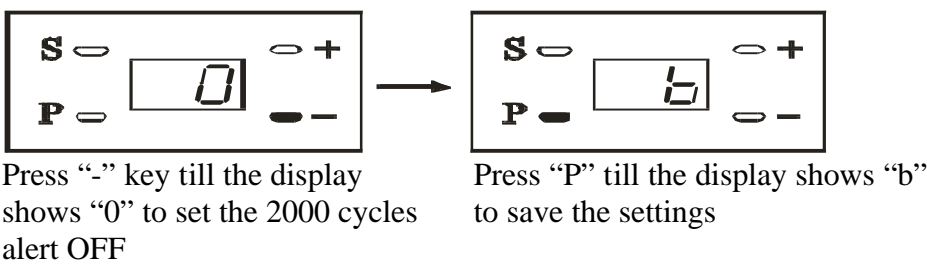 S + S +
0 b
P - P -
Press “-” key till the display
shows “0” to set the 2000 cycles
alert OFF
Press “P” till the display shows “b”
to save the settings